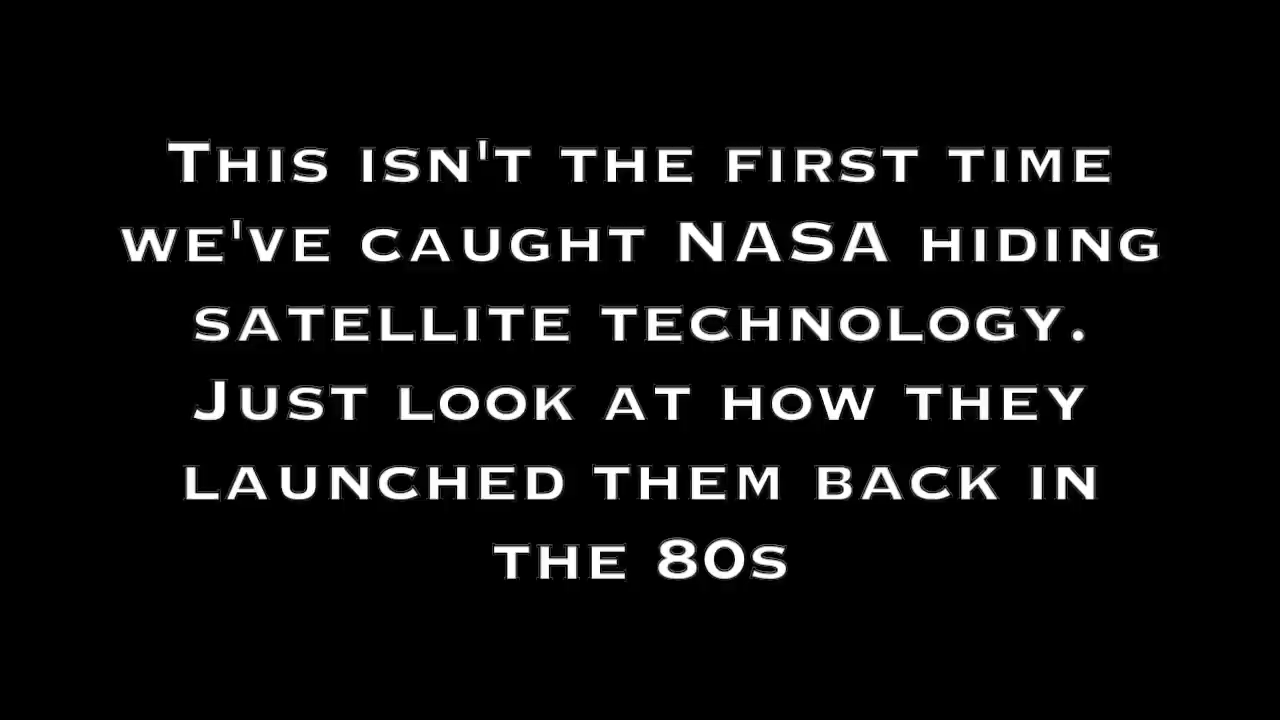 This isn't the first time
we've caught NASA hiding
satellite technology.
Just look at how they
launched them back in
the 80s